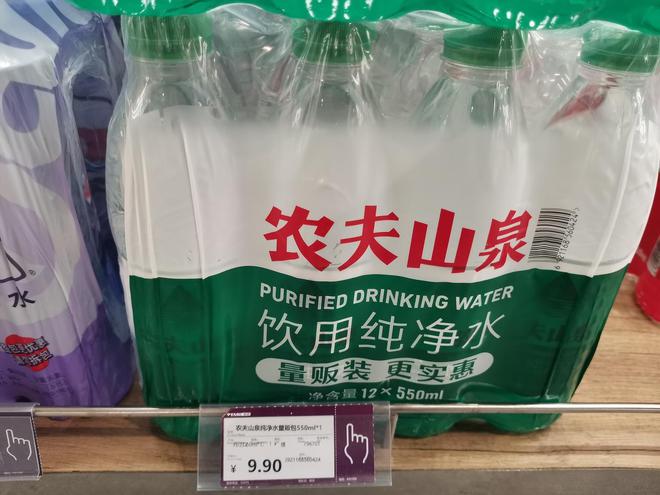 农夫山泉
PURIFIED DRINKING WATER
饮用纯净水
量贩装 更实惠
净含量 12×550ml
水
农夫山泉纯净水量贩包550ml*1
¥ 9.90